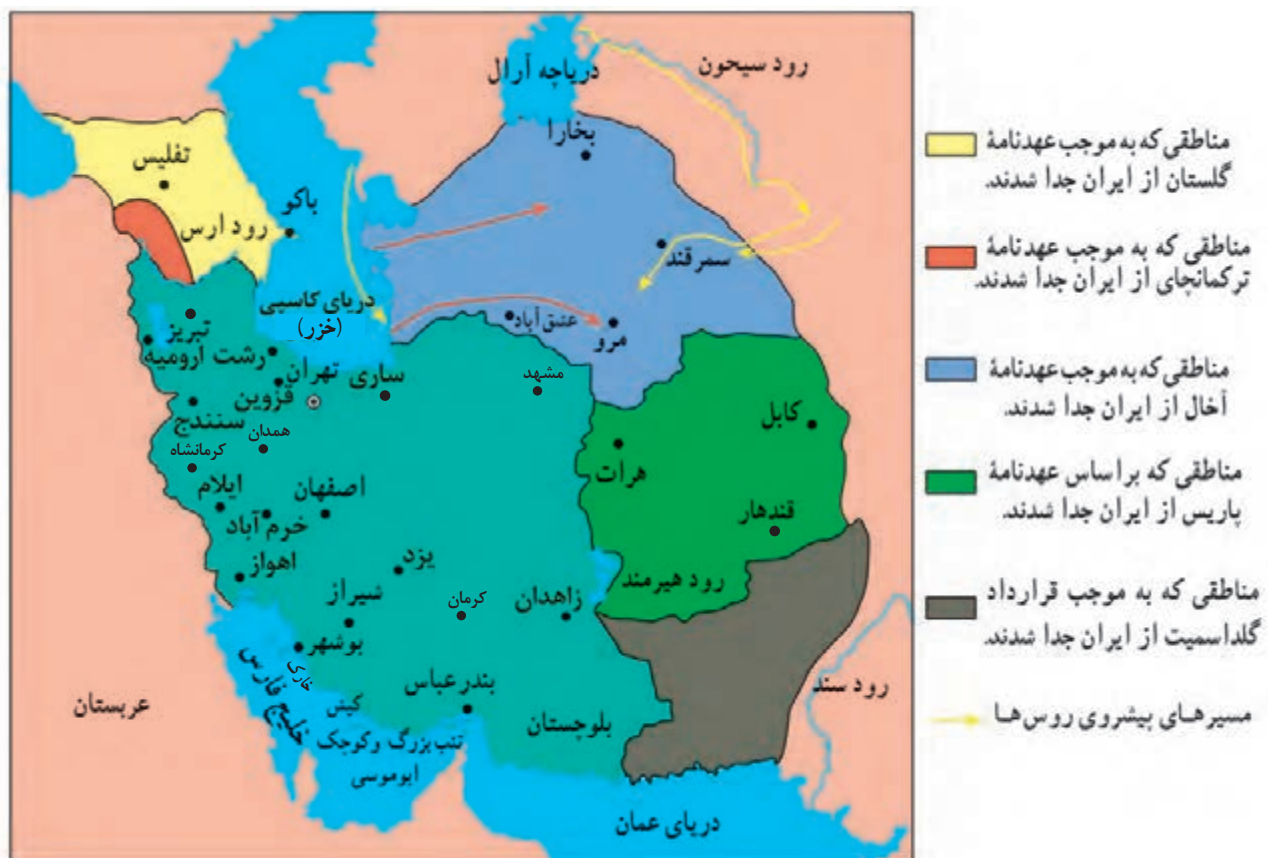 رود سیحون
دریاچه آرال
بخارا
تفلیس
باکو
رود ارس
سمرقند
دریای کاسپی
(خزر)
عشق آباد
مرو
تبریز
رشت ارومیه
تهران
ساری
مشهد
قزوین
سنندج
کابل
همدان
کرمانشاه
هرات
ایلام
اصفهان
خرم آباد
قندهار
اهواز
یزد
رود هیرمند
شیراز
کرمان
زاهدان
بوشهر
خارک
خلیج فارس
بندرعباس
کیش
بلوچستان
تنب بزرگ وکوچک
ابوموسی
عربستان
رود سند
دریای عمان
مناطقی که به موجب عهدنامهٔ
گلستان از ایران جدا شدند.
مناطقی که به موجب عهدنامهٔ
ترکمانچای از ایران جدا شدند.
مناطقی که به موجب عهدنامهٔ
آخال از ایران جدا شدند.
مناطقی که براساس عهدنامهٔ
پاریس از ایران جدا شدند.
مناطقی که به موجب قرارداد
گلداسمیت از ایران جدا شدند.
مسیرهای پیشروی روس‌ها